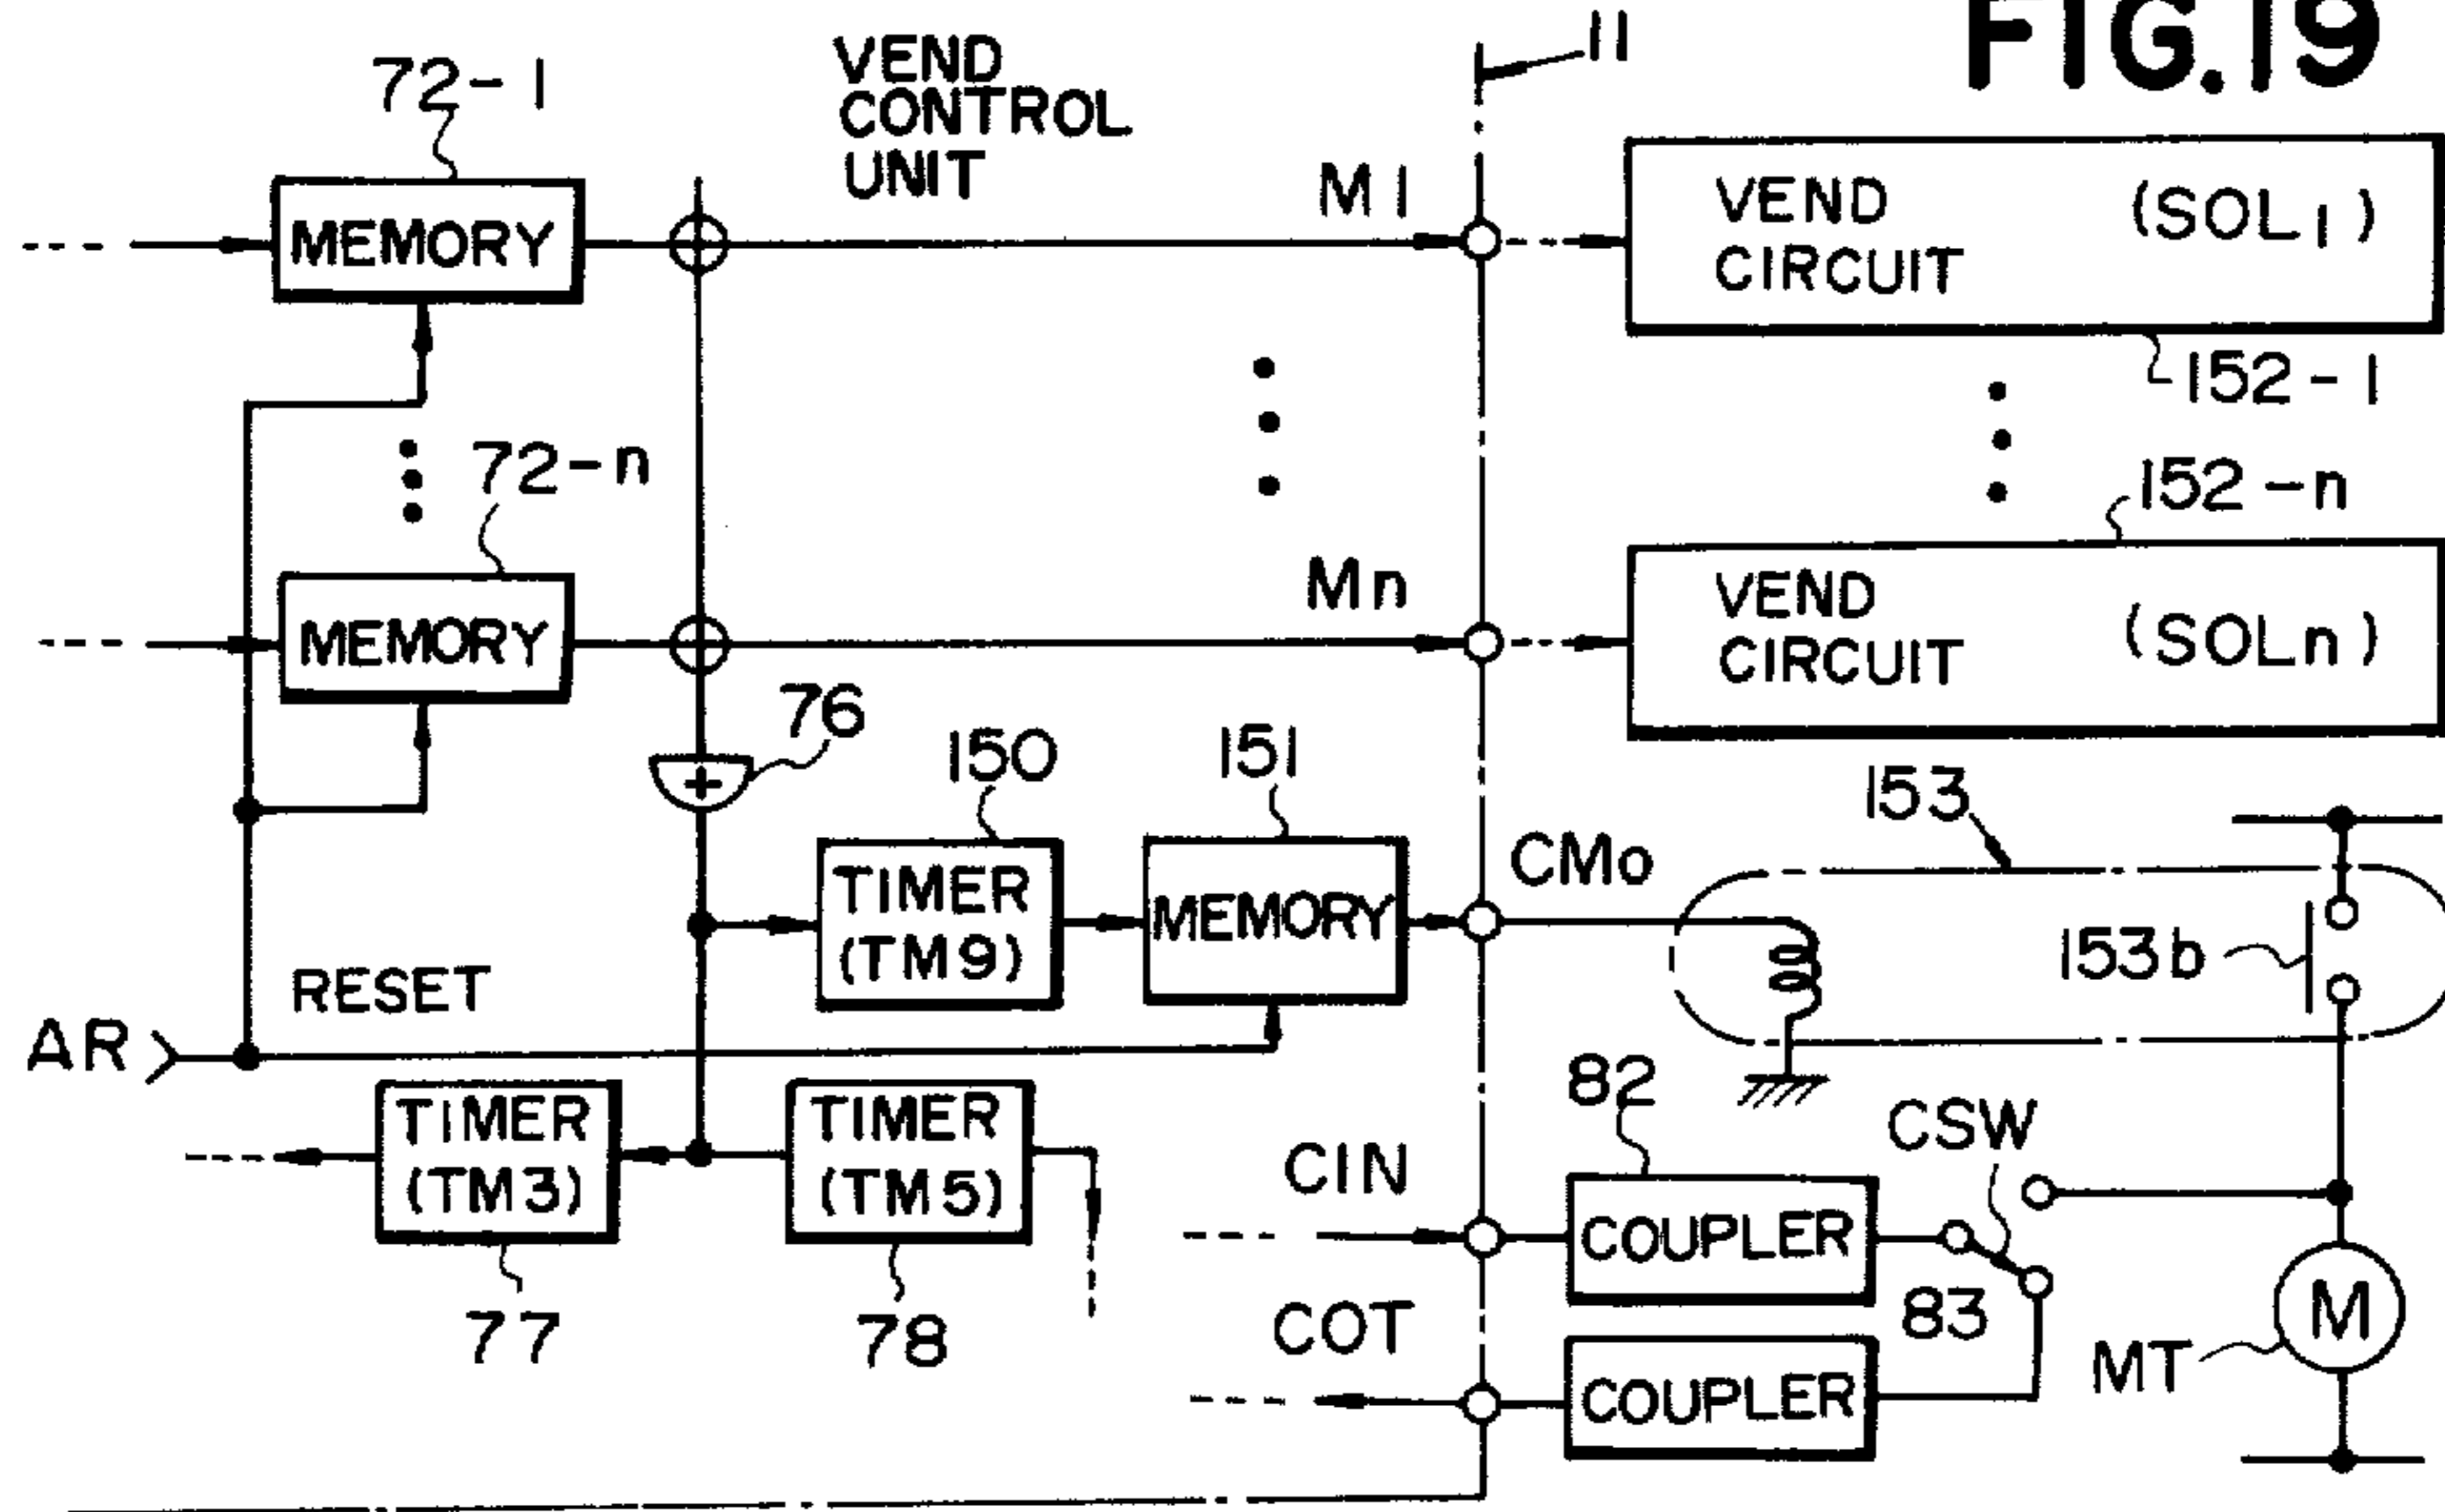 FIG.19
11
72-1
VEND
CONTROL
UNIT
M1
MEMORY
VEND
CIRCUIT
(SOL1)
152-1
72-n
152-n
Mn
MEMORY
VEND
CIRCUIT
(SOLn)
76
150
151
153
TIMER
(TM9)
MEMORY
CMo
153b
RESET
AR
TIMER
(TM3)
TIMER
(TM5)
82
CSW
CIN
COUPLER
77
78
COT
83
COUPLER
MT
M
+